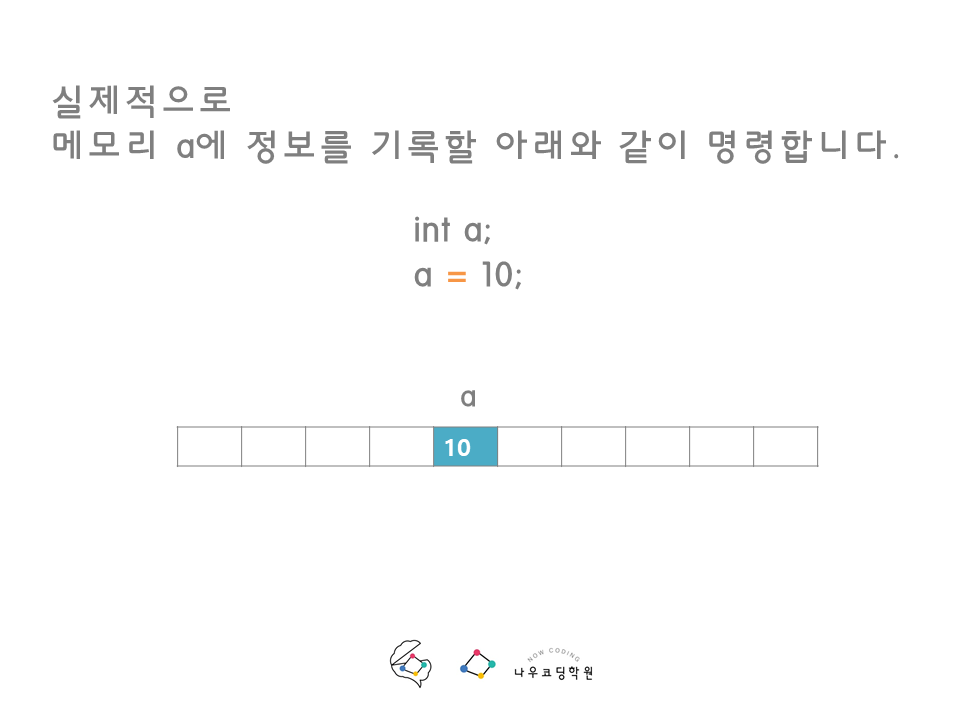 실제적으로
메모리 a에 정보를 기록할 아래와 같이 명령합니다.
int a;
a = 10;
a
10
NOW CODING
나우코딩학원